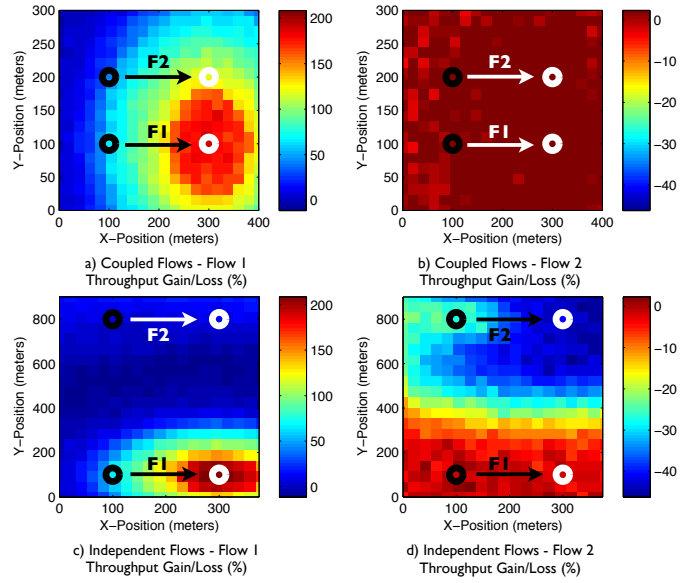 300
250
200
150
100
50
0
0 100 200 300 400
Y-Position (meters)
X-Position (meters)
F2
F1
200
150
100
50
0
a) Coupled Flows - Flow 1
Throughput Gain/Loss (%)
300
250
200
150
100
50
0
0 100 200 300 400
Y-Position (meters)
X-Position (meters)
F2
F1
0
−10
−20
−30
−40
b) Coupled Flows - Flow 2
Throughput Gain/Loss (%)
800
600
400
200
0
0 100 200 300
Y-Position (meters)
X-Position (meters)
F2
F1
200
150
100
50
0
c) Independent Flows - Flow 1
Throughput Gain/Loss (%)
800
600
400
200
0
0 100 200 300
Y-Position (meters)
X-Position (meters)
F2
F1
0
−10
−20
−30
−40
d) Independent Flows - Flow 2
Throughput Gain/Loss (%)